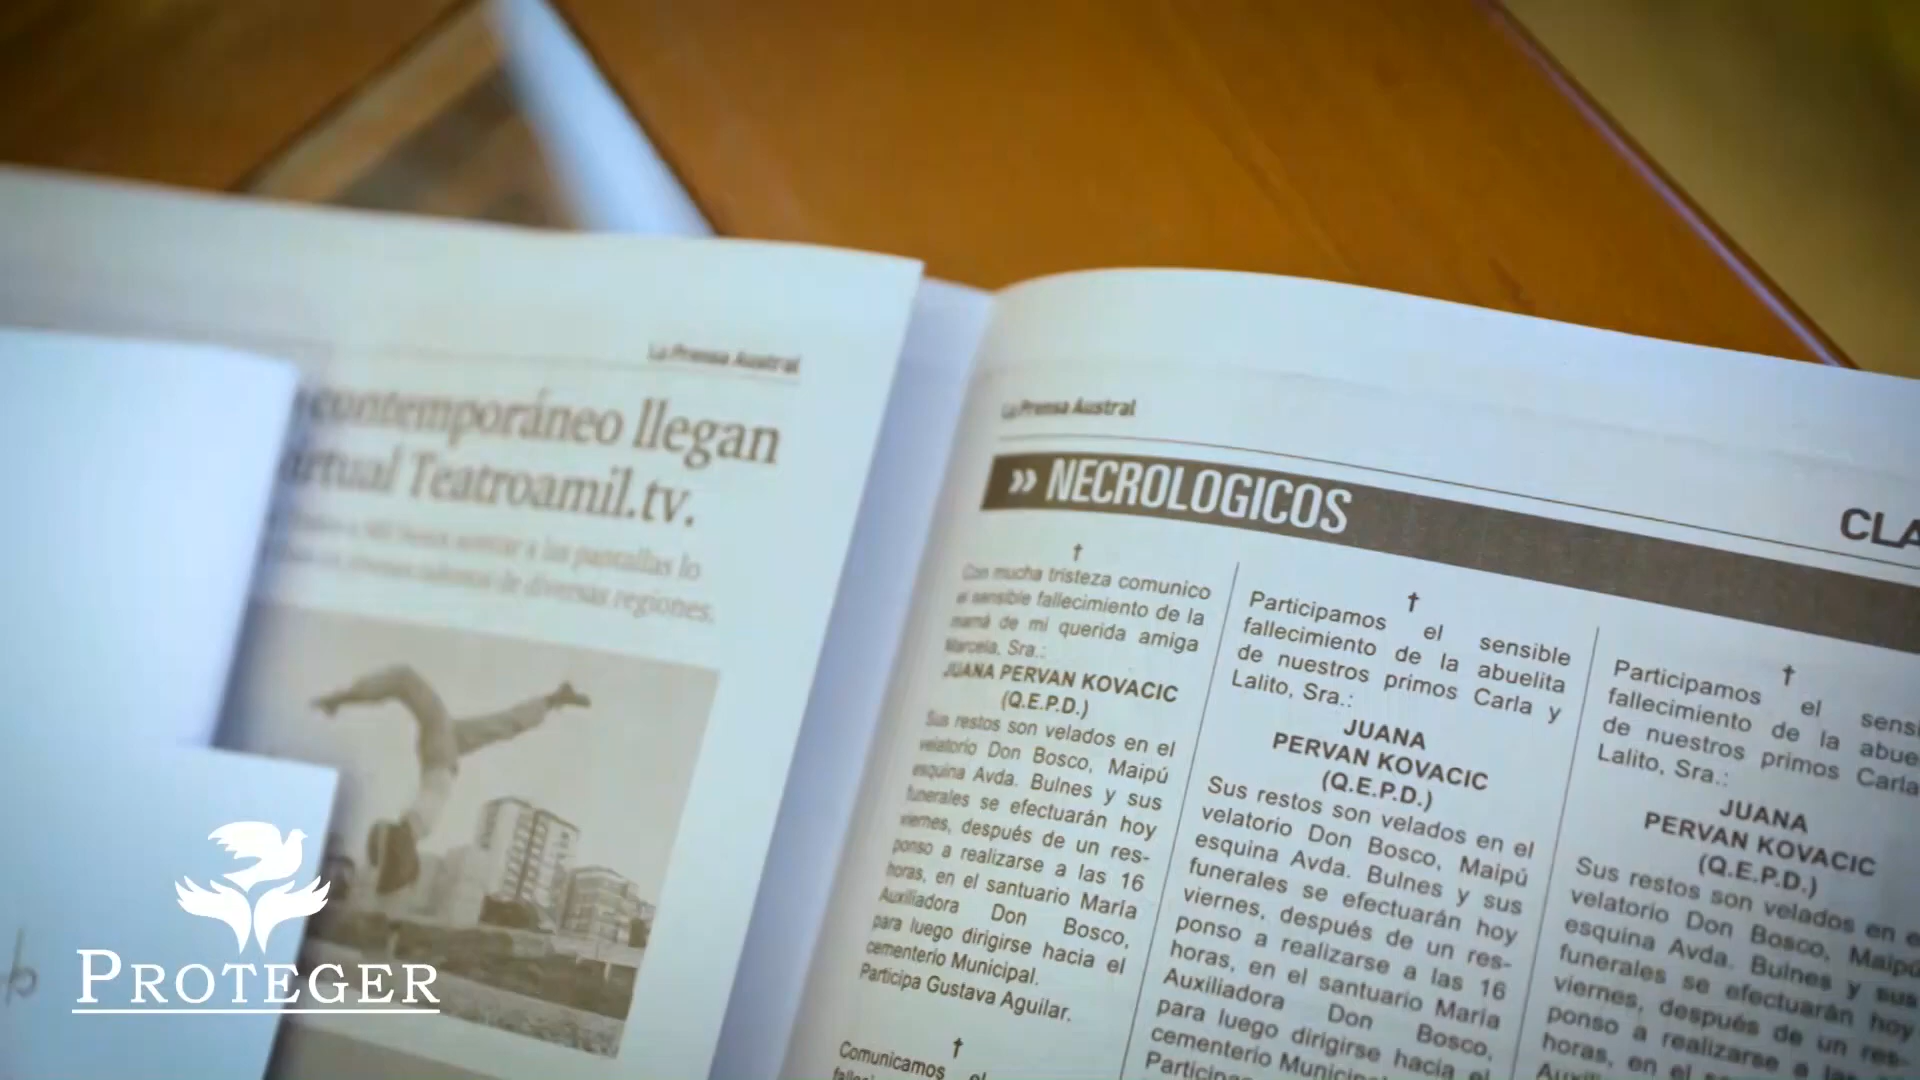 La Prensa Austral
contemporáneo llegan
Teatroamil.tv.
a las pantallas lo
de diversas regiones.
La Prensa Austral
» NECROLOGICOS
CLA
†
Con mucha tristeza comunico
el sensible fallecimiento de la
mamá de mi querida amiga
Marcela, Sra.:
JUANA PERVAN KOVACIC
(Q.E.P.D.)
Sus restos son velados en el
velatorio Don Bosco, Maipú
esquina Avda. Bulnes y sus
funerales se efectuarán hoy
viernes, después de un res-
ponso a realizarse a las 16
horas, en el santuario María
Auxiliadora Don Bosco,
para luego dirigirse hacia el
cementerio Municipal.
Participa Gustava Aguilar.
†
Comunicamos el
†
Participamos el sensible
fallecimiento de la abuelita
de nuestros primos Carla y
Lalito, Sra.:
JUANA
PERVAN KOVACIC
(Q.E.P.D.)
Sus restos son velados en el
velatorio Don Bosco, Maipú
esquina Avda. Bulnes y sus
funerales se efectuarán hoy
viernes, después de un res-
ponso a realizarse a las 16
horas, en el santuario María
Auxiliadora Don Bosco,
para luego dirigirse hacia el
cementerio Municipal
†
Participamos el sensi
fallecimiento de la abue
de nuestros primos Carla
Lalito, Sra.:
JUANA
PERVAN KOVACIC
(Q.E.P.D.)
Sus restos son velados en e
velatorio Don Bosco, Maipú
esquina Avda. Bulnes y sus
funerales se efectuarán hoy
viernes, después de un res-
ponso a realizarse a las
horas, en el
PROTEGER